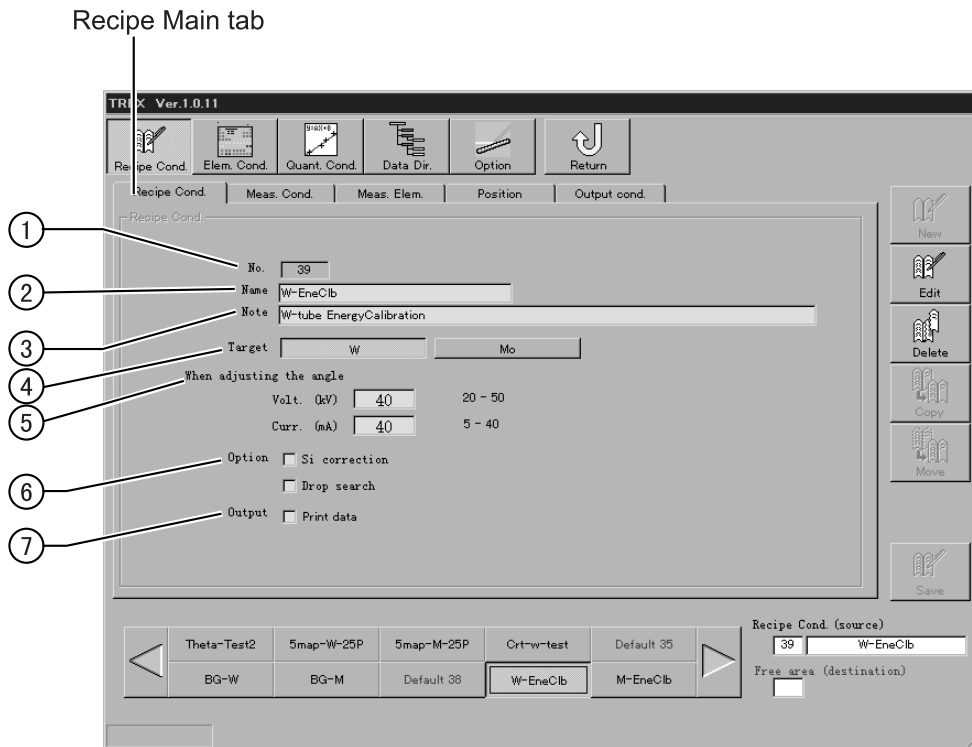 Recipe Main tab
TREX Ver.1.0.11
Y=aX+b
Recipe Cond. Elem. Cond. Quant. Cond. Data Dir. Option Return
Recipe Cond. Meas. Cond. Meas. Elem. Position Output cond.
Recipe Cond.
New
1
No. 39
2
Name W-EneClb
Edit
3
Note W-tube EnergyCalibration
4
Target W Mo
Delete
5
When adjusting the angle
Volt. (kV) 40 20 - 50
Curr. (mA) 40 5 - 40
Copy
6
Option Si correction
Drop search
Move
7
Output Print data
Save
Theta-Test2 5map-W-25P 5map-M-25P Crt-w-test Default 35
BG-W BG-M Default 38 W-EneClb M-EneClb
Recipe Cond. (source)
39 W-EneClb
Free area (destination)